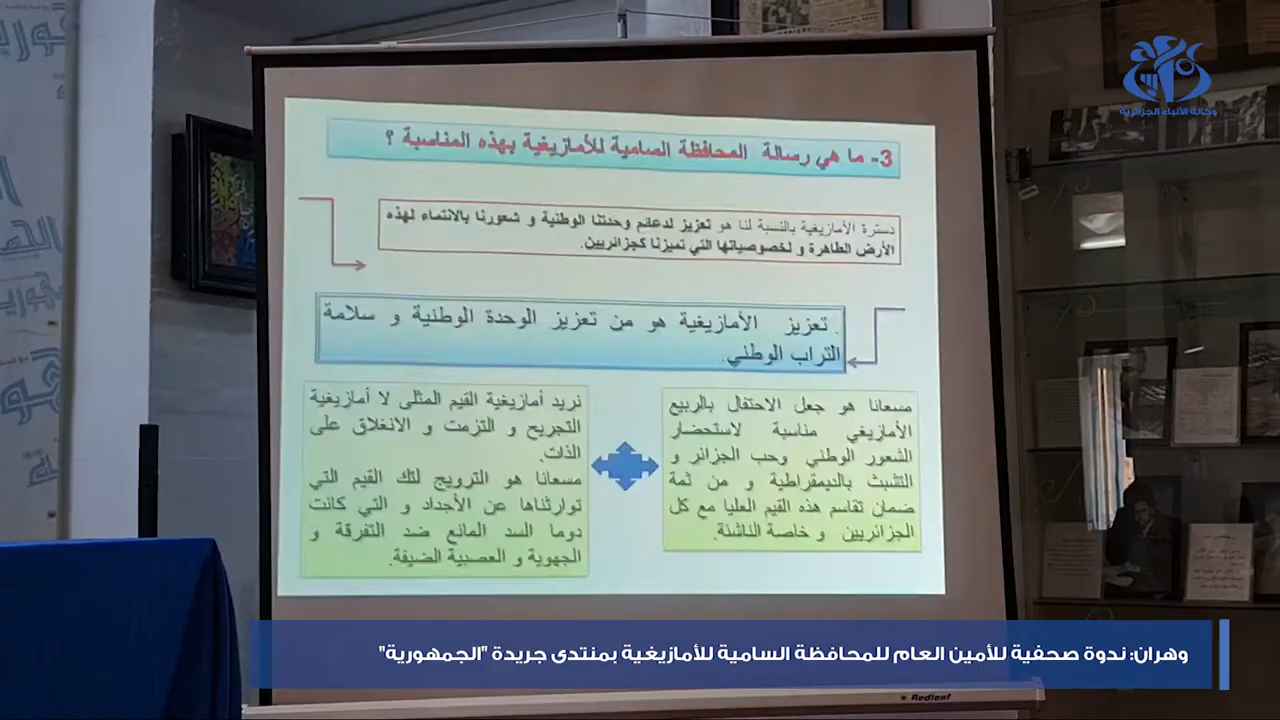 وكالة الأنباء الجزائرية
3- ما هي رسالة المحافظة السامية للأمازيغية بهذه المناسبة ؟
دسترة الأمازيغية بالنسبة لنا هو تعزيز لدعائم وحدتنا الوطنية و شعورنا بالانتماء لهذه
الأرض الطاهرة و لخصوصياتها التي تميزنا كجزائريين.
. تعزيز الأمازيغية هو من تعزيز الوحدة الوطنية و سلامة
التراب الوطني.
مسعانا هو جعل الاحتفال بالربيع
الأمازيغي مناسبة لاستحضار
الشعور الوطني وحب الجزائر و
التشبث بالديمقراطية و من ثمة
ضمان تقاسم هذه القيم العليا مع كل
الجزائريين و خاصة الناشئة.
نريد أمازيغية القيم المثلى لا أمازيغية
التجريح و التزمت و الانغلاق على
الذات.
مسعانا هو الترويج لتلك القيم التي
توارثناها عن الأجداد و التي كانت
دوما السد المانع ضد التفرقة و
الجهوية و العصبية الضيقة.
وهران: ندوة صحفية للأمين العام للمحافظة السامية للأمازيغية بمنتدى جريدة "الجمهورية"
Redleaf